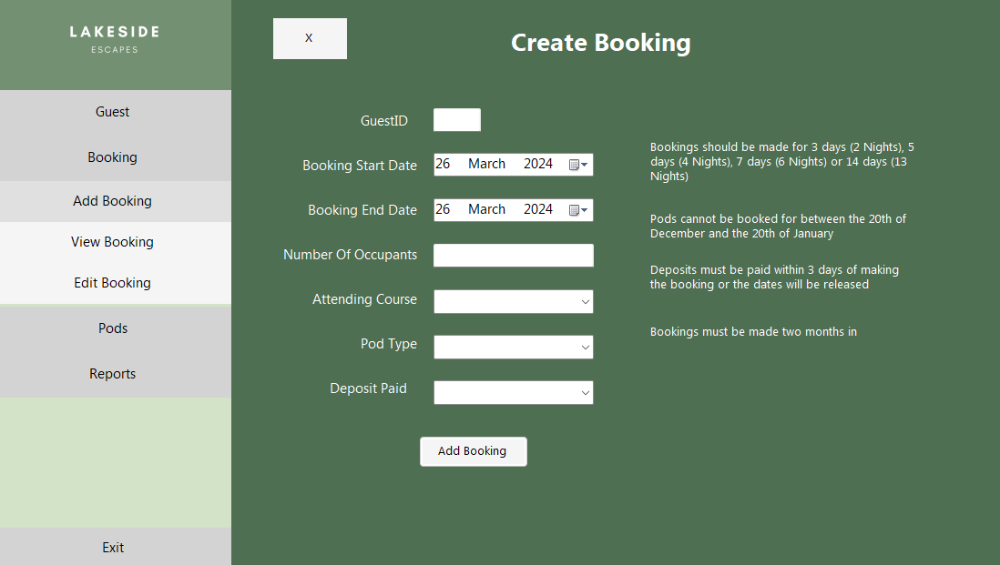 LAKESIDE
ESCAPES
Guest
Booking
Add Booking
View Booking
Edit Booking
Pods
Reports
Exit
X
Create Booking
GuestID
Booking Start Date
26 March 2024
Booking End Date
26 March 2024
Number Of Occupants
Attending Course
Pod Type
Deposit Paid
Add Booking
Bookings should be made for 3 days (2 Nights), 5
days (4 Nights), 7 days (6 Nights) or 14 days (13
Nights)
Pods cannot be booked for between the 20th of
December and the 20th of January
Deposits must be paid within 3 days of making
the booking or the dates will be released
Bookings must be made two months in